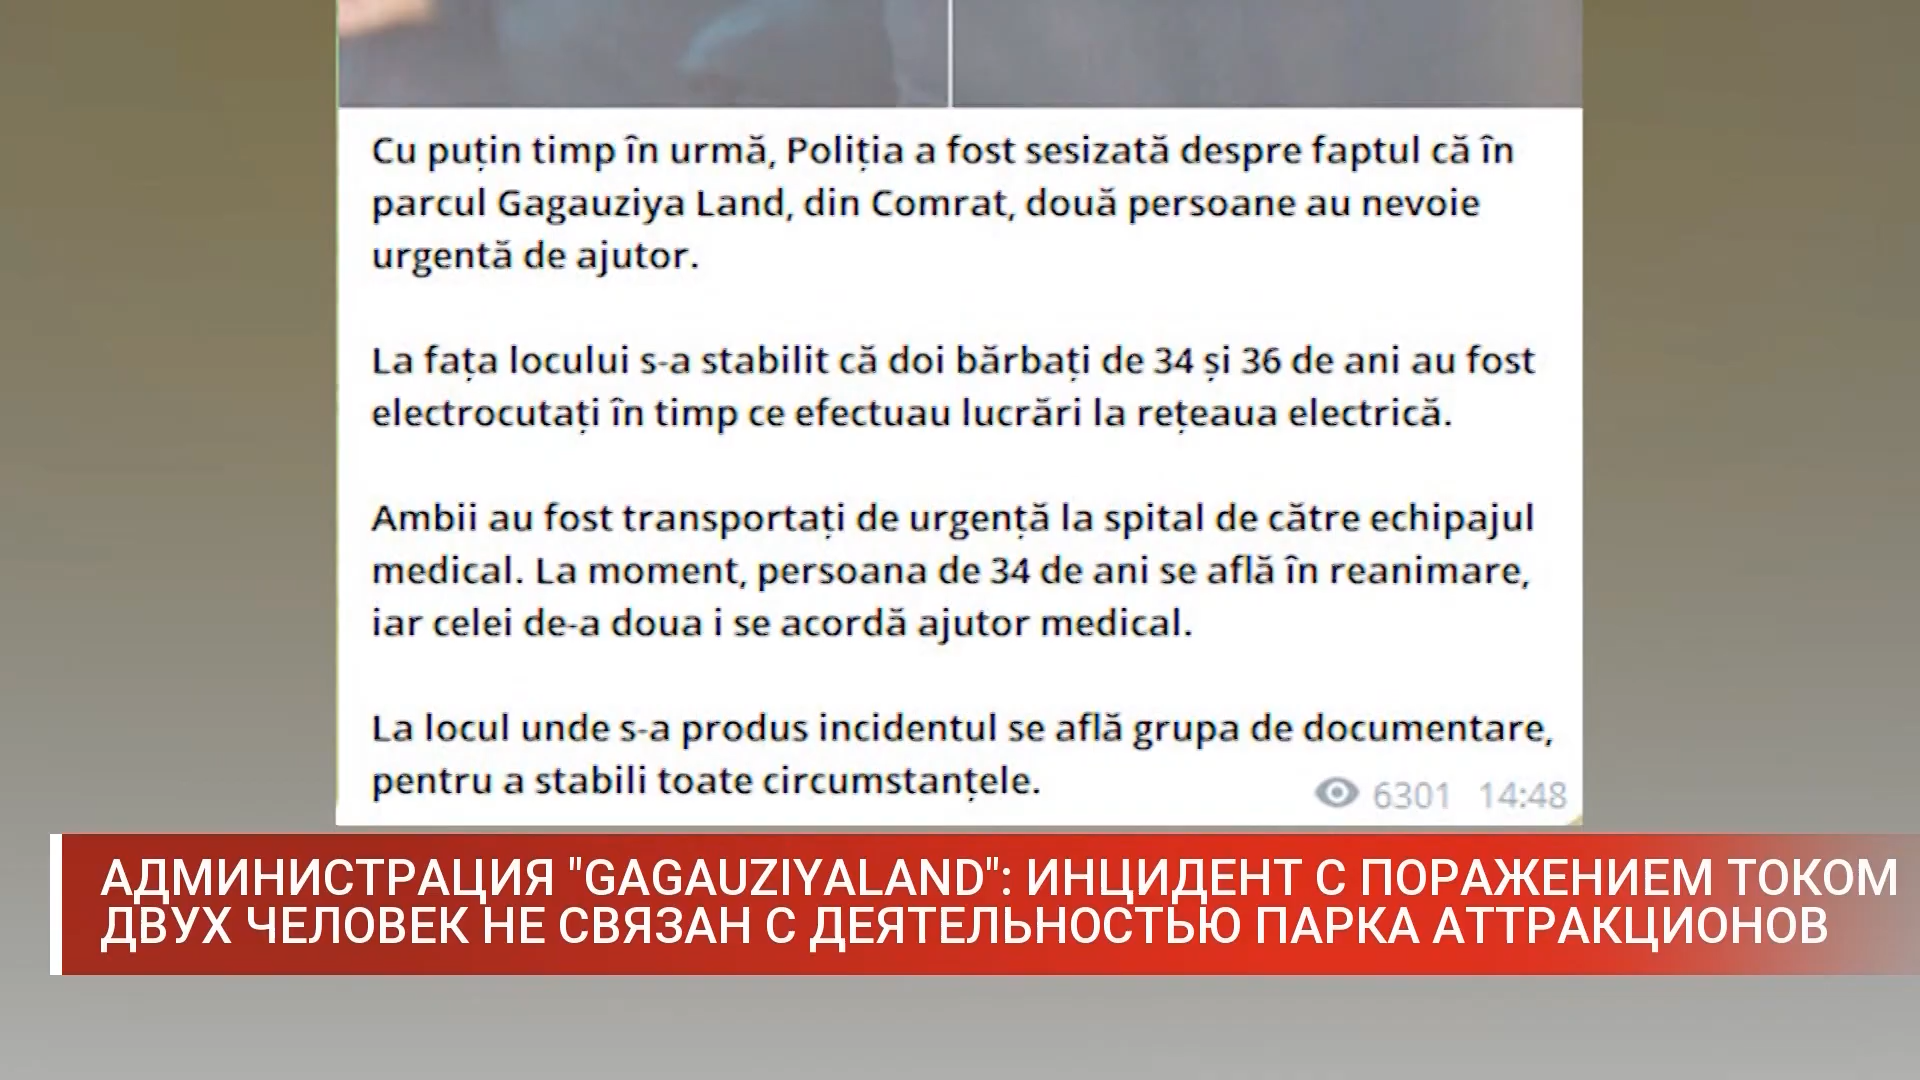 Cu puțin timp în urmă, Poliția a fost sesizată despre faptul că în
parcul Gagauziya Land, din Comrat, două persoane au nevoie
urgentă de ajutor.
La fața locului s-a stabilit că doi bărbați de 34 și 36 de ani au fost
electrocutați în timp ce efectuau lucrări la rețeaua electrică.
Ambii au fost transportați de urgență la spital de către echipajul
medical. La moment, persoana de 34 de ani se află în reanimare,
iar celei de-a doua i se acordă ajutor medical.
La locul unde s-a produs incidentul se află grupa de documentare,
pentru a stabili toate circumstanțele.
6301 14:48
АДМИНИСТРАЦИЯ "GAGAUZIYALAND": ИНЦИДЕНТ С ПОРАЖЕНИЕМ ТОКОМ
ДВУХ ЧЕЛОВЕК НЕ СВЯЗАН С ДЕЯТЕЛЬНОСТЬЮ ПАРКА АТТРАКЦИОНОВ